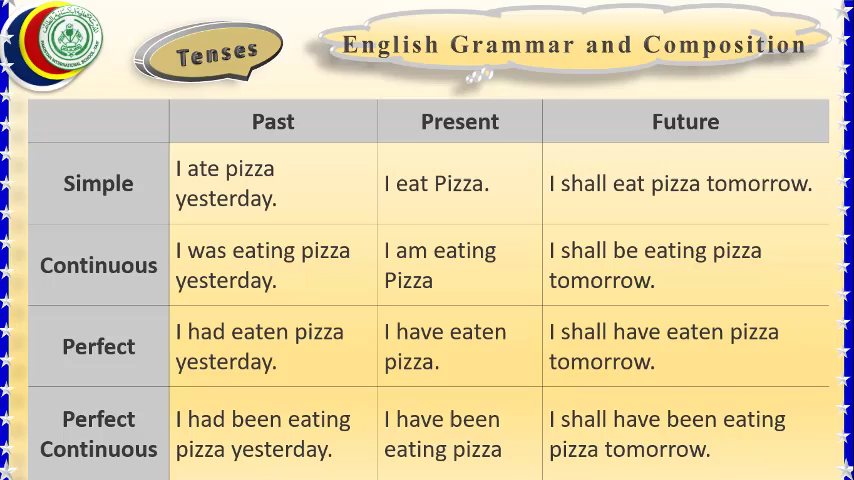 Tenses
English Grammar and Composition
Past Present Future
Simple
I ate pizza
yesterday.
I eat Pizza.
I shall eat pizza tomorrow.
Continuous
I was eating pizza
yesterday.
I am eating
Pizza
I shall be eating pizza
tomorrow.
Perfect
I had eaten pizza
yesterday.
I have eaten
pizza.
I shall have eaten pizza
tomorrow.
Perfect
Continuous
I had been eating
pizza yesterday.
I have been
eating pizza
I shall have been eating
pizza tomorrow.